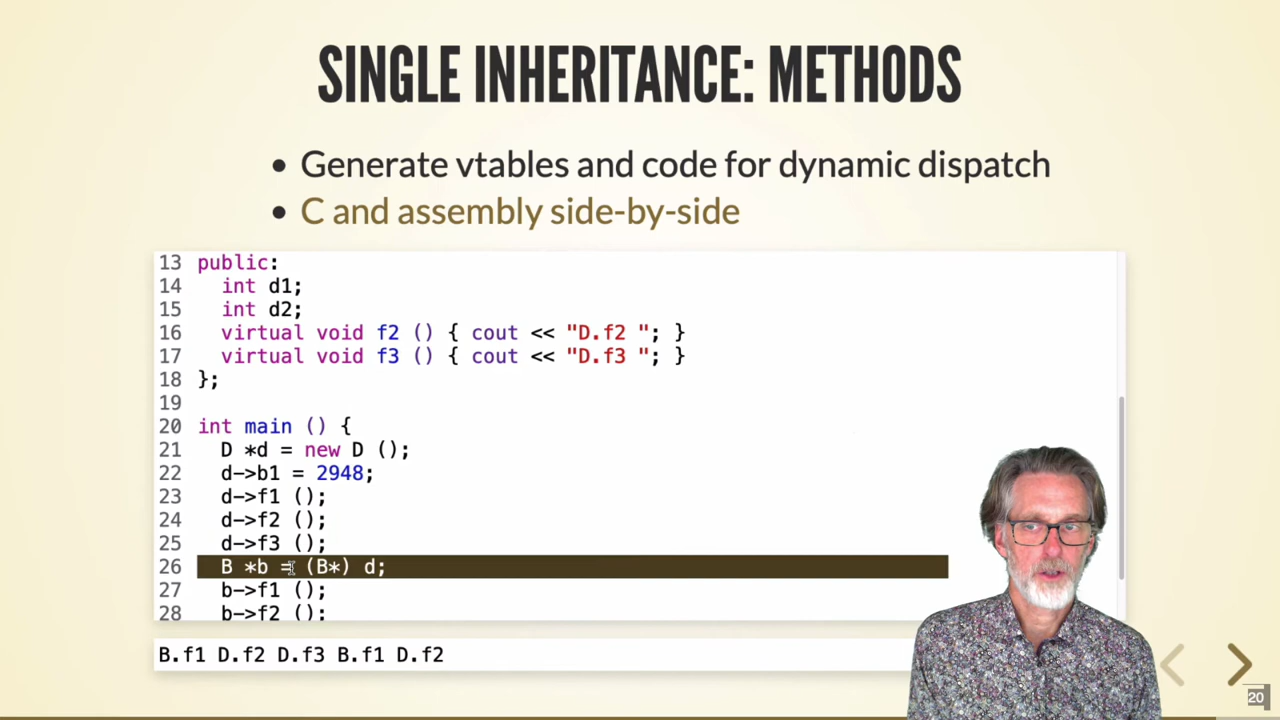 SINGLE INHERITANCE: METHODS
• Generate vtables and code for dynamic dispatch
• C and assembly side-by-side
13 public:
14   int d1;
15   int d2;
16   virtual void f2 () { cout << "D.f2 "; }
17   virtual void f3 () { cout << "D.f3 "; }
18 };
19
20 int main () {
21   D *d = new D ();
22   d->b1 = 2948;
23   d->f1 ();
24   d->f2 ();
25   d->f3 ();
26   B *b = (B*) d;
27   b->f1 ();
28   b->f2 ();
B.f1 D.f2 D.f3 B.f1 D.f2
20